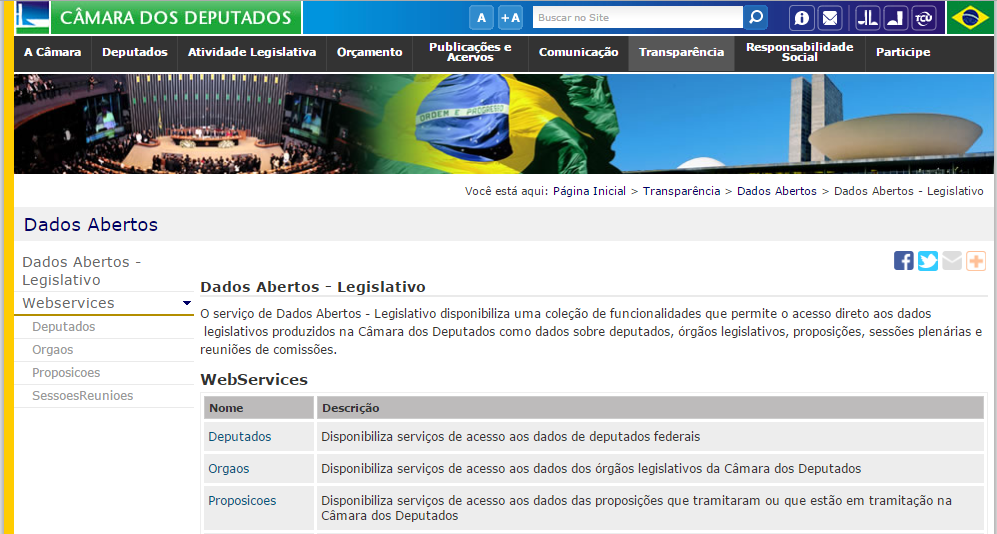 CÂMARA DOS DEPUTADOS
A
+A
Buscar no Site
TCU
A Câmara
Deputados
Atividade Legislativa
Orçamento
Publicações e
Acervos
Comunicação
Transparência
Responsabilidade
Social
Participe
ORDEM E PROGRESSO
Você está aqui: Página Inicial > Transparência > Dados Abertos > Dados Abertos - Legislativo
Dados Abertos
Dados Abertos -
Legislativo
Webservices
Deputados
Orgaos
Proposicoes
SessoesReunioes
Dados Abertos - Legislativo
O serviço de Dados Abertos - Legislativo disponibiliza uma coleção de funcionalidades que permite o acesso direto aos dados
legislativos produzidos na Câmara dos Deputados como dados sobre deputados, órgãos legislativos, proposições, sessões plenárias e
reuniões de comissões.
WebServices
Nome Descrição
Deputados Disponibiliza serviços de acesso aos dados de deputados federais
Orgaos Disponibiliza serviços de acesso aos dados dos órgãos legislativos da Câmara dos Deputados
Proposicoes Disponibiliza serviços de acesso aos dados das proposições que tramitaram ou que estão em tramitação na
Câmara dos Deputados